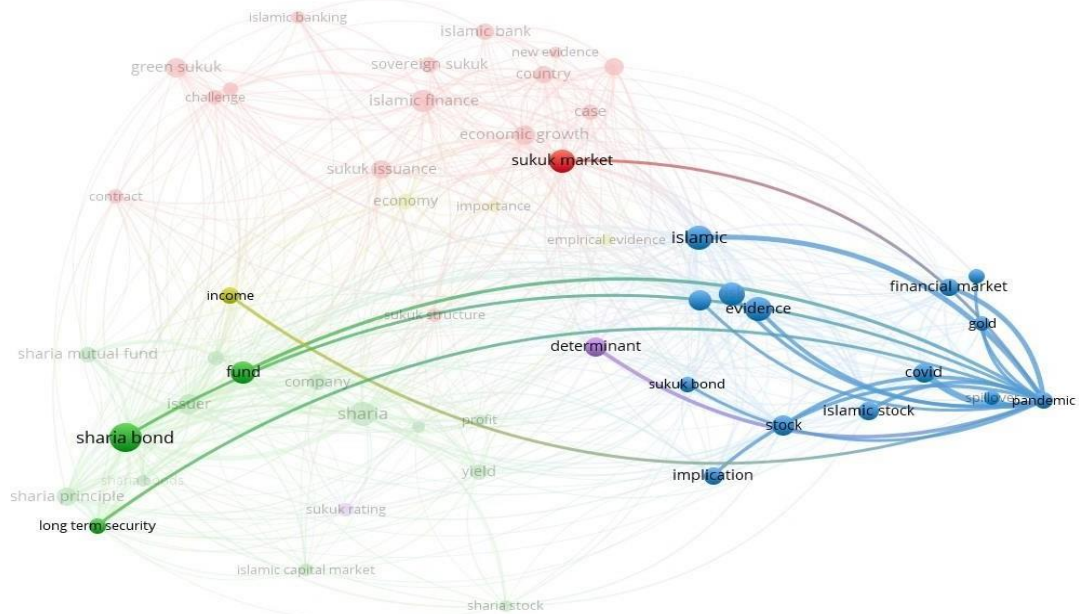 islamic banking
islamic bank
new evidence
green sukuk
sovereign sukuk
country
challenge
islamic finance
case
economic growth
sukuk market
sukuk issuance
contract
economy
importance
islamic
empirical evidence
financial market
income
evidence
sukuk structure
gold
determinant
sharia mutual fund
fund
company
covid
sukuk bond
spillover
pandemic
issuer
sharia
islamic stock
profit
stock
sharia bond
yield
implication
sharia bonds
sharia principle
sukuk rating
long term security
islamic capital market
sharia stock